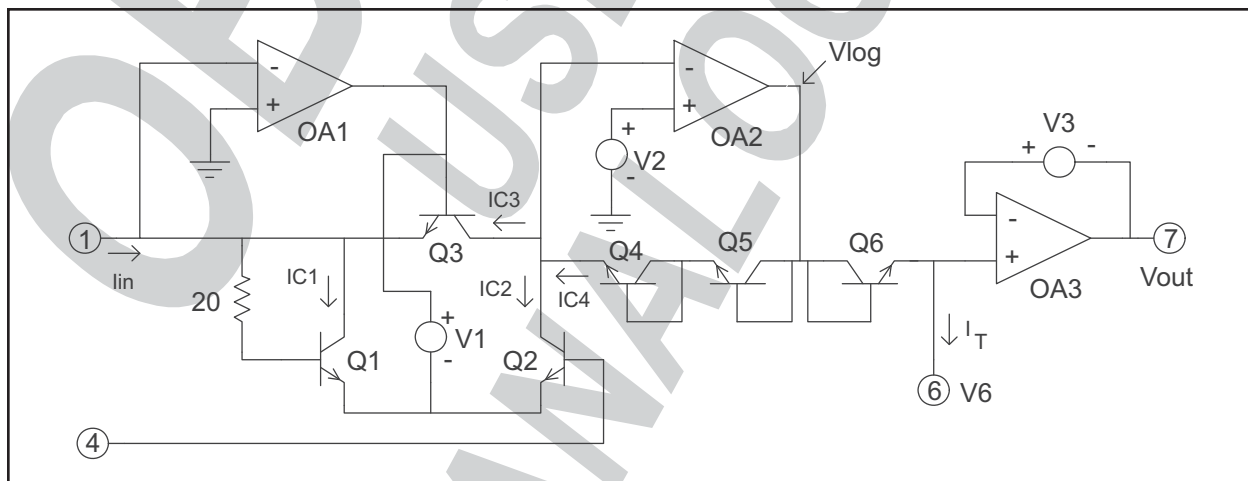 Vlog
-
+
OA1
-
+
OA2
+
V2
-
V3
+ -
1
Iin
20
IC1
IC3
Q3
IC2
+
V1
-
Q1
Q2
Q4
IC4
Q5
Q6
-
+
OA3
7
Vout
I T
6 V6
4